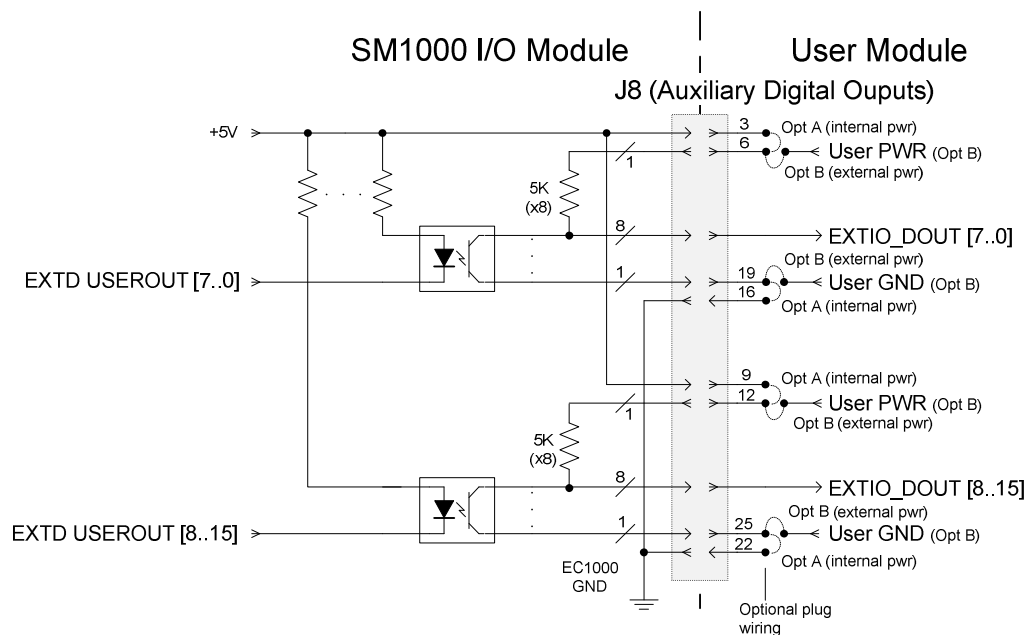 SM1000 I/O Module
User Module
J8 (Auxiliary Digital Ouputs)
+5V
3
Opt A (internal pwr)
6
User PWR (Opt B)
1
Opt B (external pwr)
5K
(x8)
8
EXTIO_DOUT [7..0]
Opt B (external pwr)
EXTD USEROUT [7..0]
1
19
User GND (Opt B)
16
Opt A (internal pwr)
9
Opt A (internal pwr)
12
User PWR (Opt B)
1
Opt B (external pwr)
5K
(x8)
8
EXTIO_DOUT [8..15]
Opt B (external pwr)
EXTD USEROUT [8..15]
1
25
User GND (Opt B)
22
Opt A (internal pwr)
EC1000
GND
Optional plug
wiring